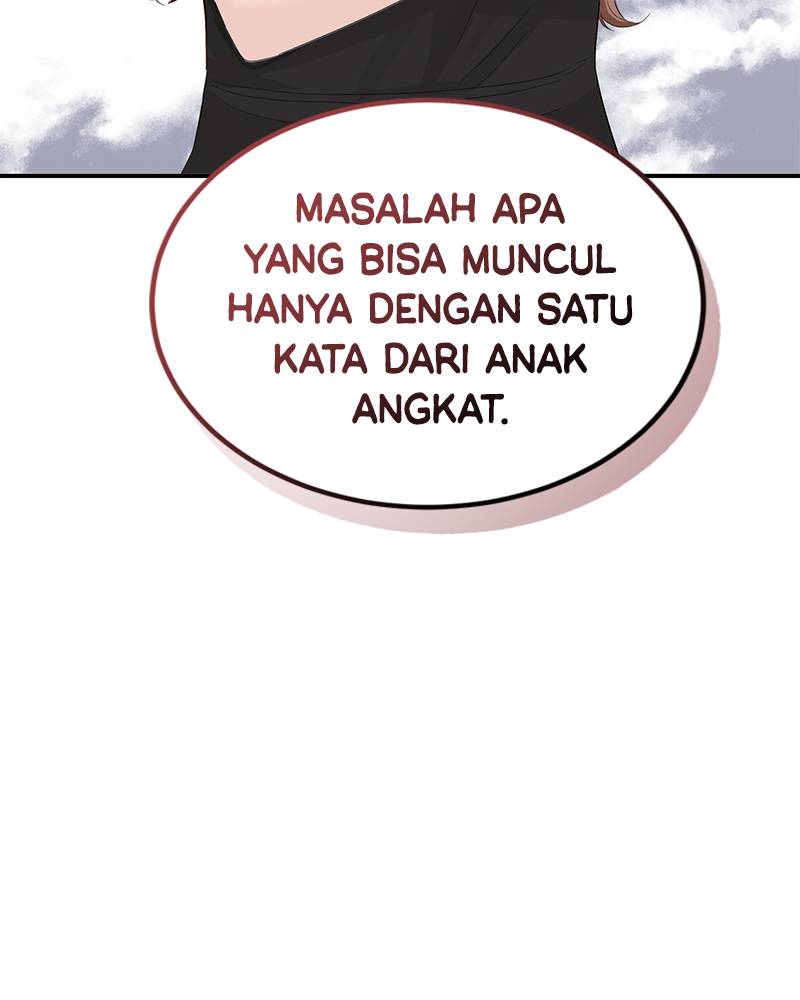 MASALAH APA
YANG BISA MUNCUL
HANYA DENGAN SATU
KATA DARI ANAK
ANGKAT.